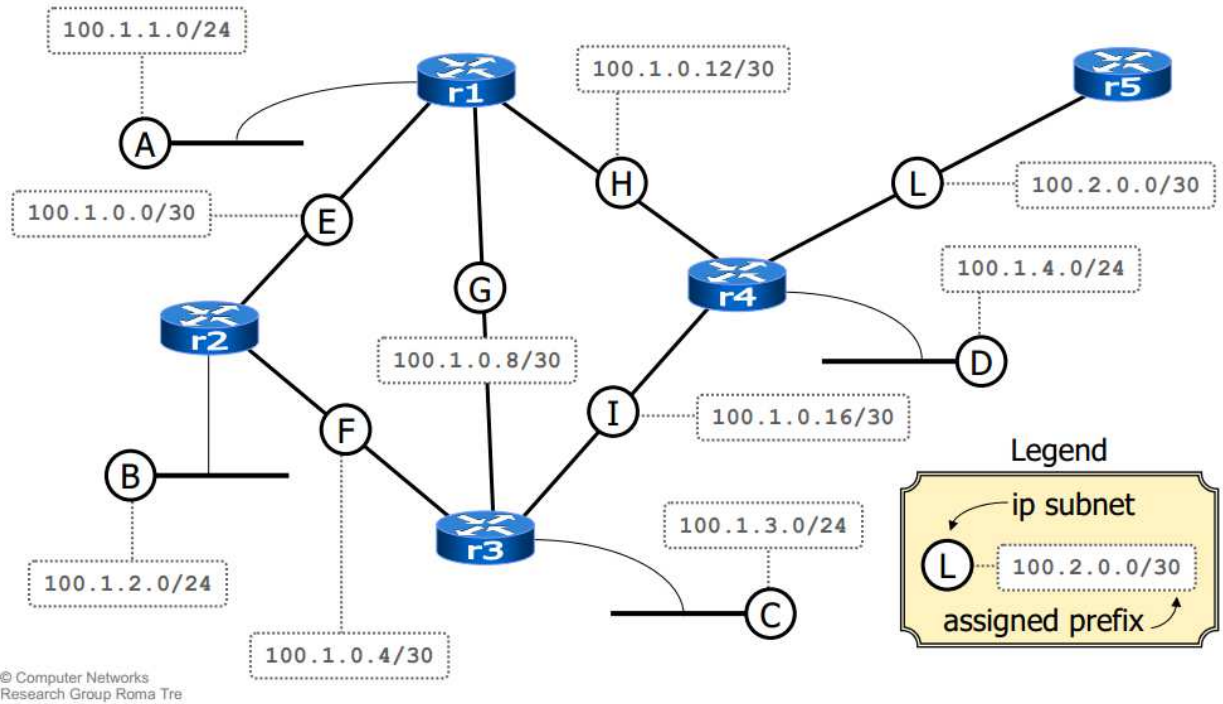 100.1.1.0/24
r1
100.1.0.12/30
r5
A
H
L
100.2.0.0/30
100.1.0.0/30
E
100.1.4.0/24
G
r4
r2
100.1.0.8/30
D
I
100.1.0.16/30
F
B
Legend
ip subnet
L
100.2.0.0/30
assigned prefix
r3
100.1.3.0/24
100.1.2.0/24
C
100.1.0.4/30
© Computer Networks
Research Group Roma Tre